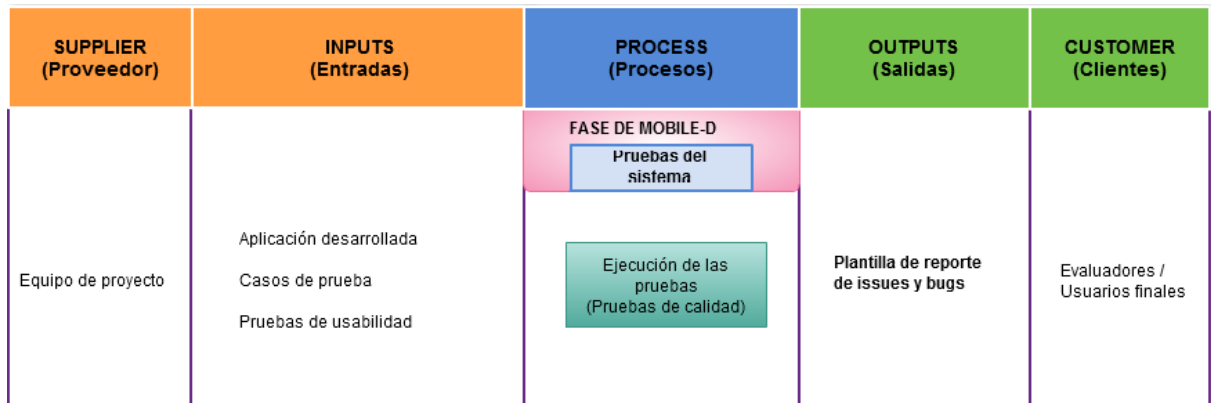 SUPPLIER
(Proveedor)
INPUTS
(Entradas)
PROCESS
(Procesos)
OUTPUTS
(Salidas)
CUSTOMER
(Clientes)
FASE DE MOBILE-D
Pruebas del
sistema
Equipo de proyecto
Aplicación desarrollada
Casos de prueba
Pruebas de usabilidad
Ejecución de las
pruebas
(Pruebas de calidad)
Plantilla de reporte
de issues y bugs
Evaluadores /
Usuarios finales